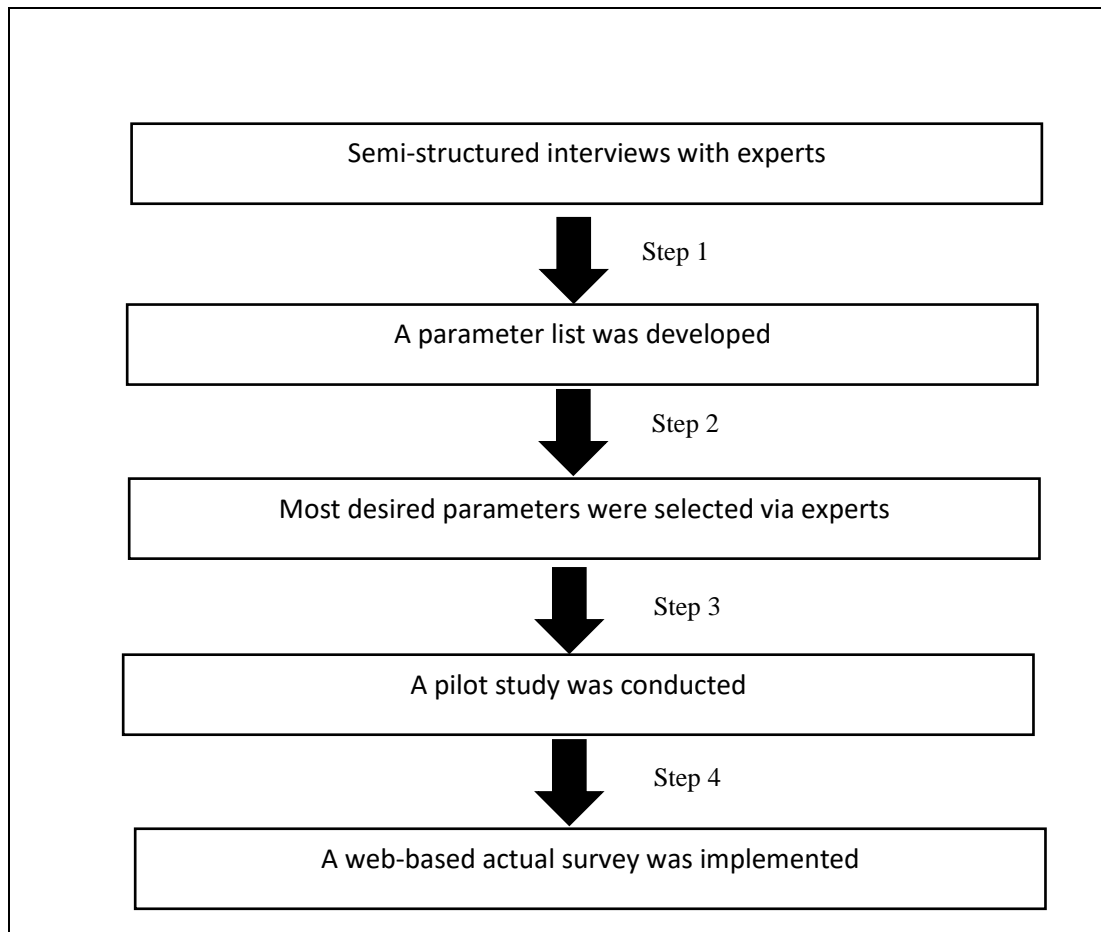 Semi-structured interviews with experts
Step 1
A parameter list was developed
Step 2
Most desired parameters were selected via experts
Step 3
A pilot study was conducted
Step 4
A web-based actual survey was implemented